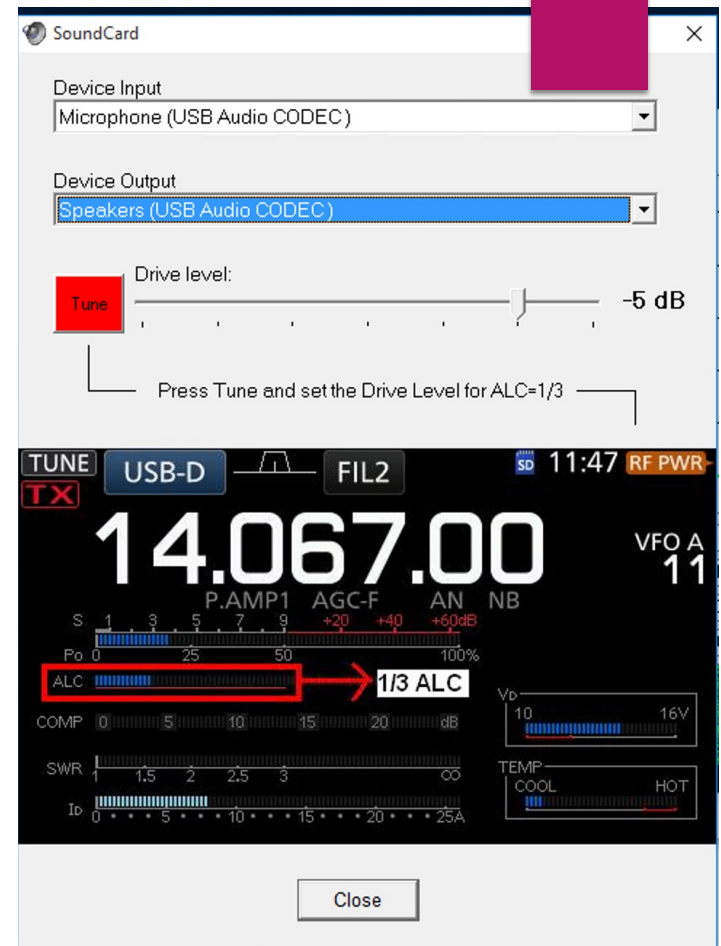 SoundCard
Device Input
Microphone (USB Audio CODEC)
Device Output
Speakers (USB Audio CODEC)
Drive level:
Tune
-5 dB
Press Tune and set the Drive Level for ALC=1/3
TUNE USB-D FIL2 SD 11:47 RF PWR
TX
14.067.00
VFO A
11
P.AMP1 AGC-F AN NB
S 1 3 5 7 9 +20 +40 +60dB
Po 0 25 50 100%
ALC 1/3 ALC
VD
10 16V
COMP 0 5 10 15 20 dB
SWR 1 1.5 2 2.5 3 ∞
TEMP
COOL HOT
ID 0 5 10 15 20 25A
Close